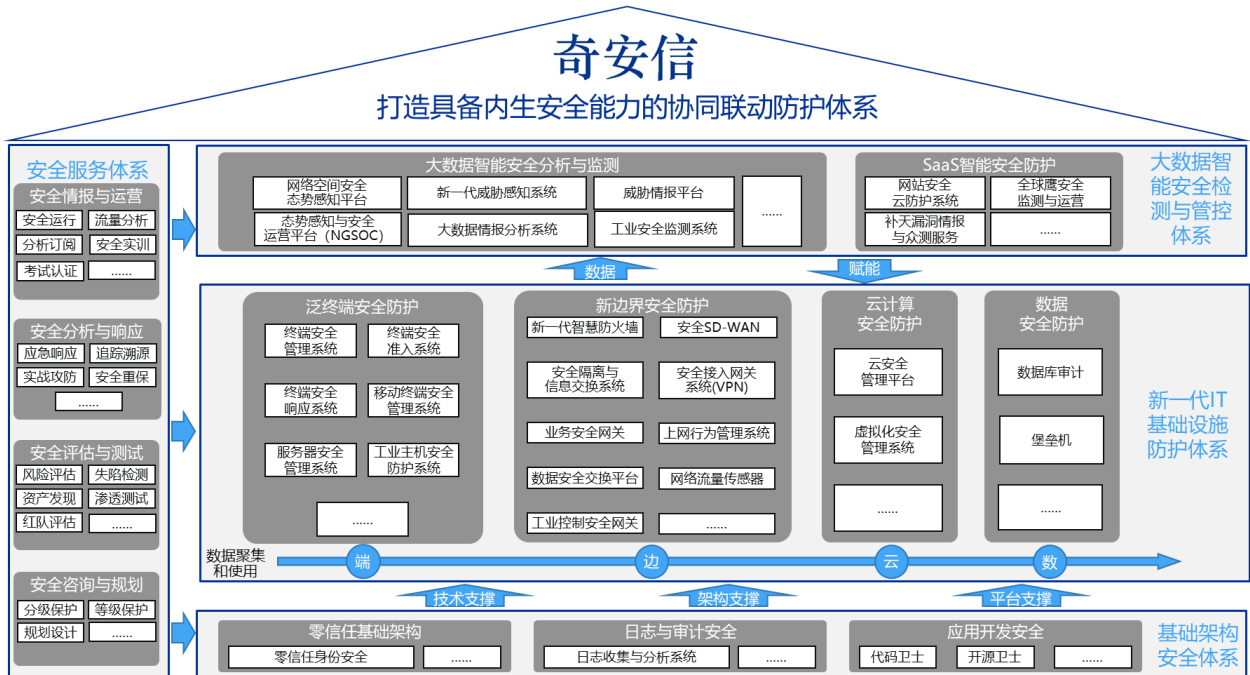 奇安信
打造具备内生安全能力的协同联动防护体系
安全服务体系
安全情报与运营
安全运行
流量分析
分析订阅
安全实训
考试认证
......
安全分析与响应
应急响应
追踪溯源
实战攻防
安全重保
......
安全评估与测试
风险评估
失陷检测
资产发现
渗透测试
红队评估
......
安全咨询与规划
分级保护
等级保护
规划设计
......
大数据智能安全分析与监测
网络空间安全
态势感知平台
新一代威胁感知系统
威胁情报平台
......
态势感知与安全
运营平台（NGSOC）
大数据情报分析系统
工业安全监测系统
SaaS智能安全防护
网站安全
云防护系统
全球鹰安全
监测与运营
补天漏洞情报
与众测服务
......
大数据智
能安全检
测与管控
体系
数据
赋能
泛终端安全防护
终端安全
管理系统
终端安全
准入系统
终端安全
响应系统
移动终端安全
管理系统
服务器安全
管理系统
工业主机安全
防护系统
......
新边界安全防护
新一代智慧防火墙
安全SD-WAN
安全隔离与
信息交换系统
安全接入网关
系统(VPN)
业务安全网关
上网行为管理系统
数据安全交换平台
网络流量传感器
工业控制安全网关
......
云计算
安全防护
云安全
管理平台
虚拟化安全
管理系统
......
数据
安全防护
数据库审计
堡垒机
......
新一代IT
基础设施
防护体系
数据聚集
和使用
端
边
云
数
技术支撑
架构支撑
平台支撑
零信任基础架构
零信任身份安全
......
日志与审计安全
日志收集与分析系统
......
应用开发安全
代码卫士
开源卫士
......
基础架构
安全体系